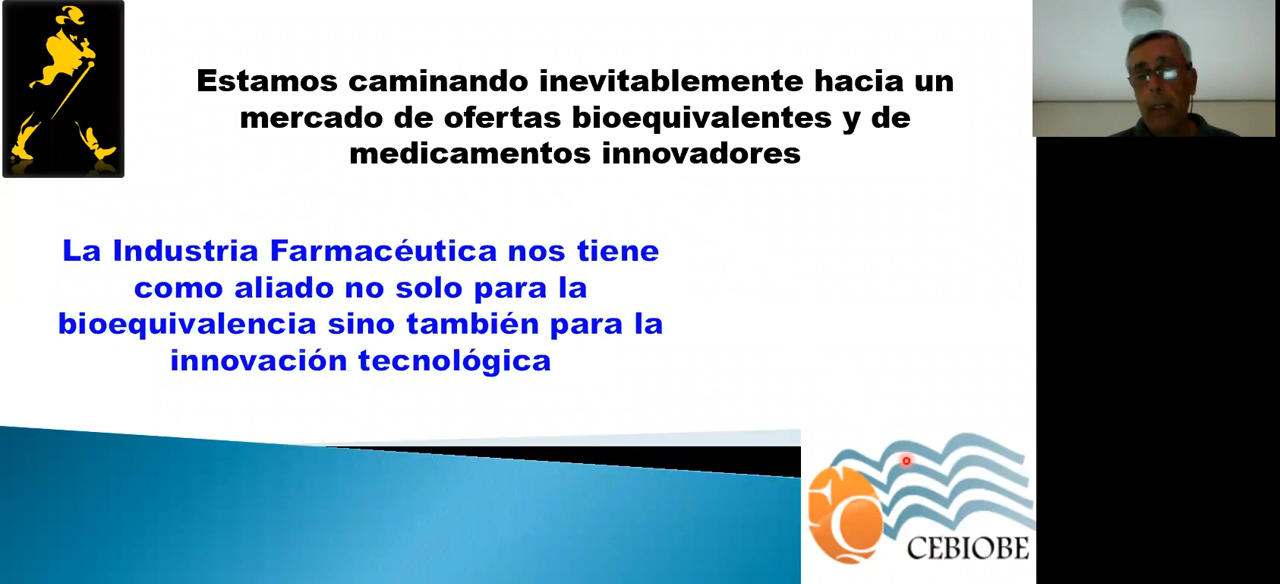 Estamos caminando inevitablemente hacia un
mercado de ofertas bioequivalentes y de
medicamentos innovadores
La Industria Farmacéutica nos tiene
como aliado no solo para la
bioequivalencia sino también para la
innovación tecnológica
CEBIOBE